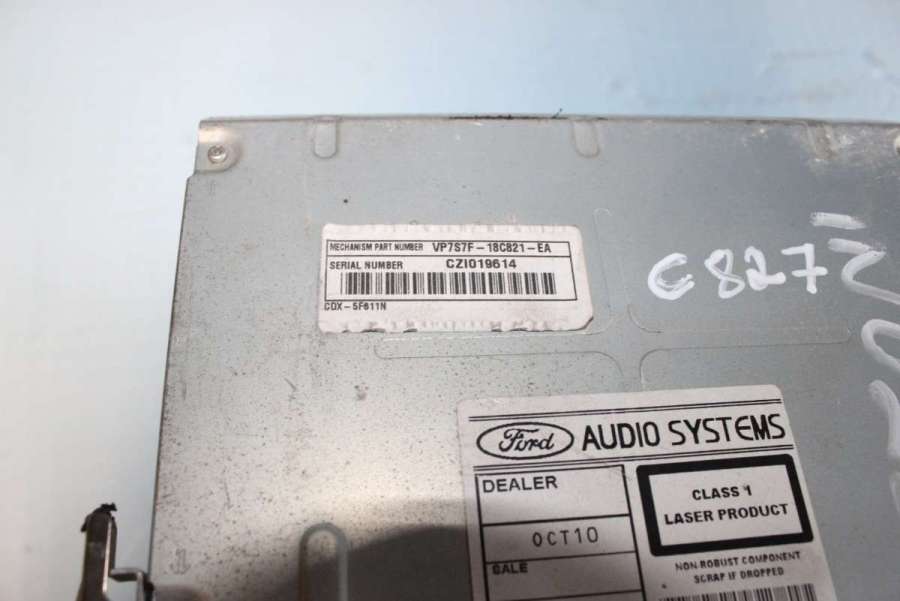 MECHANISM PART NUMBER VP7S7F-18C821-EA
SERIAL NUMBER CZI019614
CDX-5F611N
C827
Ford AUDIO SYSTEMS
DEALER
OCT10
CLASS 1
LASER PRODUCT
NON-ROBUST COMPONENT
SCRAP IF DROPPED